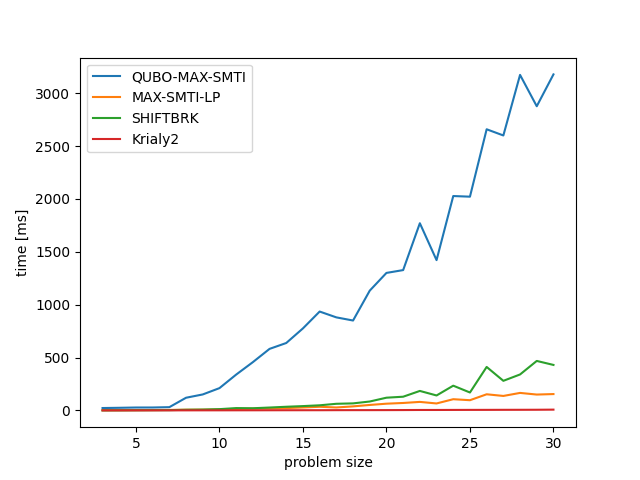 QUBO-MAX-SMTI
MAX-SMTI-LP
SHIFTBRK
Krialy2
3000
2500
2000
1500
1000
500
0
time [ms]
5 10 15 20 25 30
problem size